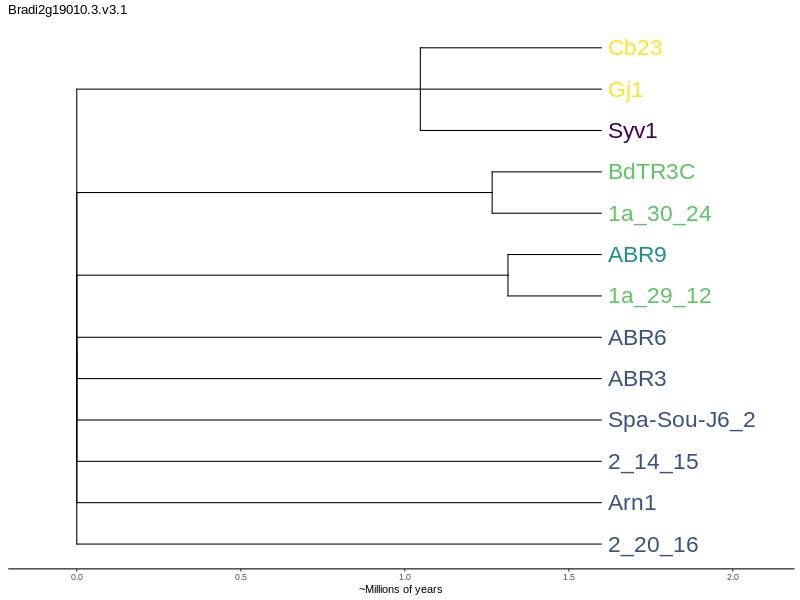 Bradi2g19010.3.v3.1
Cb23
Gj1
Syv1
BdTR3C
1a_30_24
ABR9
1a_29_12
ABR6
ABR3
Spa-Sou-J6_2
2_14_15
Arn1
2_20_16
0.0 0.5 1.0 1.5 2.0
~Millions of years